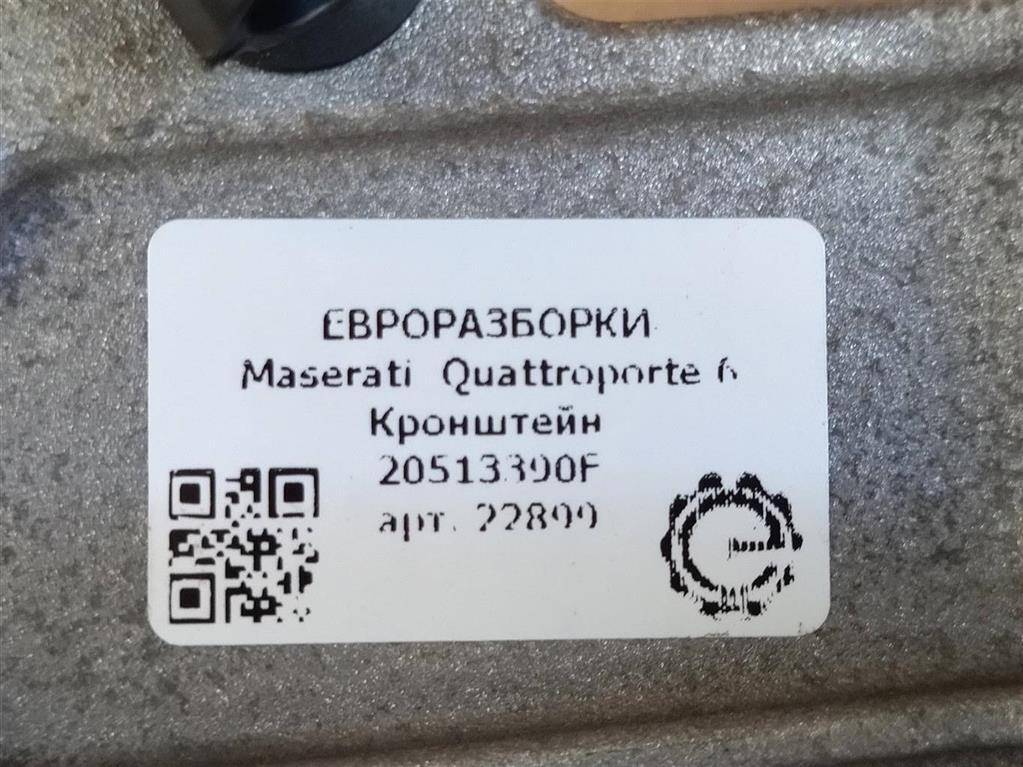 ЕВРОРАЗБОРКИ
Maserati Quattroporte 6
Кронштейн
20513390F
арт. 22899